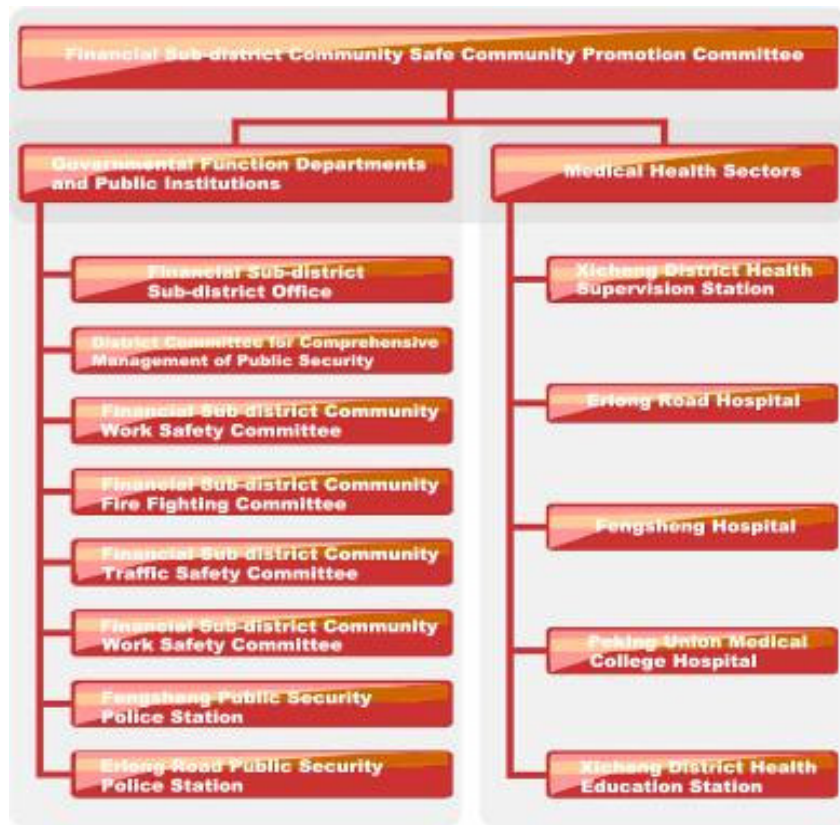 Financial Sub-district Community Safe Community Promotion Committee
Governmental Function Departments
and Public Institutions
Financial Sub-district
Sub-district Office
District Committee for Comprehensive
Management of Public Security
Financial Sub-district Community
Work Safety Committee
Financial Sub-district Community
Fire Fighting Committee
Financial Sub-district Community
Traffic Safety Committee
Financial Sub-district Community
Work Safety Committee
Fengsheng Public Security
Police Station
Erlong Road Public Security
Police Station
Medical Health Sectors
Xicheng District Health
Supervision Station
Erlong Road Hospital
Fengsheng Hospital
Peking Union Medical
College Hospital
Xicheng District Health
Education Station